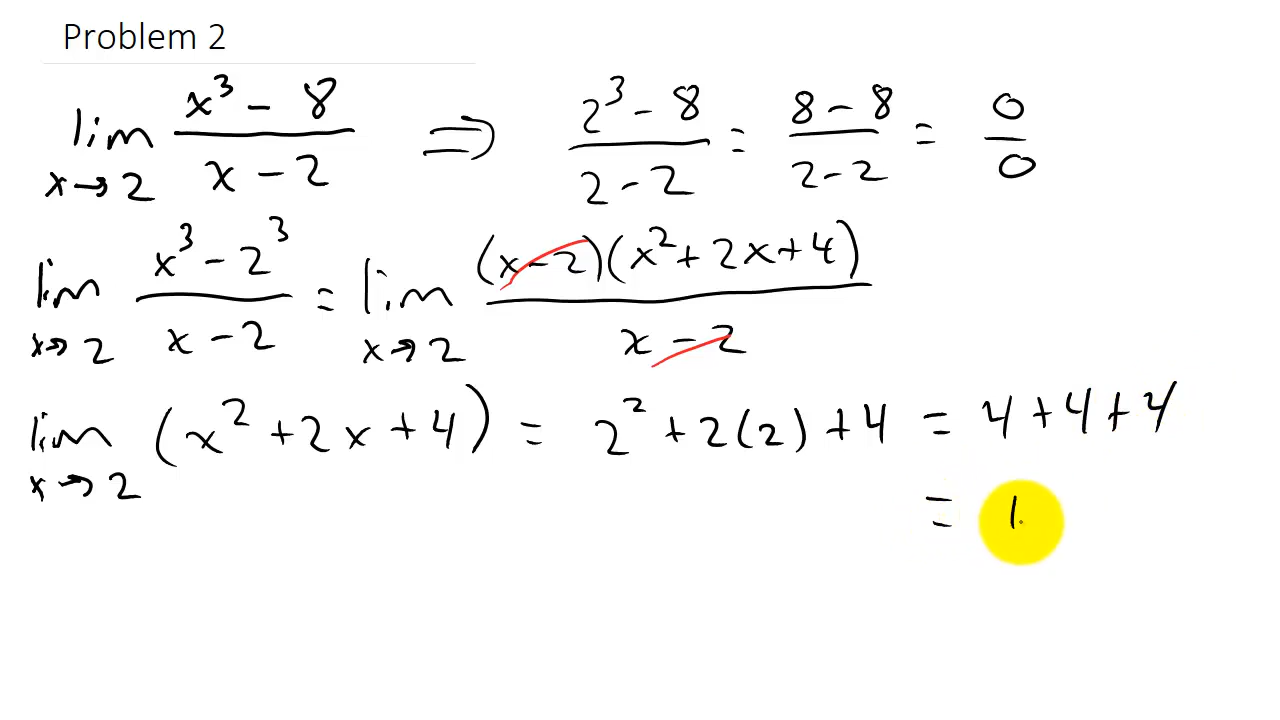 Problem 2
lim x→2 (x³ - 8)/(x - 2) ⇒ (2³ - 8)/(2 - 2) = (8 - 8)/(2 - 2) = 0/0
lim x→2 (x³ - 2³)/(x - 2) = lim x→2 ((x-2)(x² + 2x + 4))/(x - 2)
lim x→2 (x² + 2x + 4) = 2² + 2(2) + 4 = 4 + 4 + 4
= 1